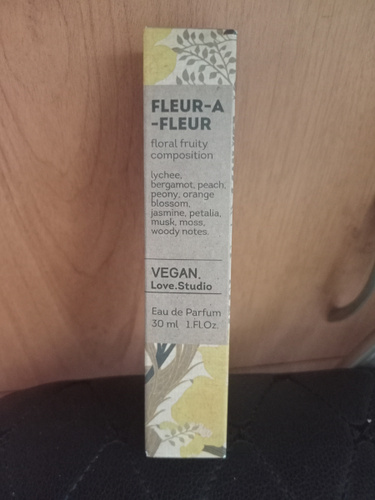 FLEUR-A
-FLEUR
floral fruity
composition
lychee,
bergamot, peach,
peony, orange
blossom,
jasmine, petalia,
musk, moss,
woody notes.
VEGAN.
Love.Studio
Eau de Parfum
30 ml 1.Fl.Oz.